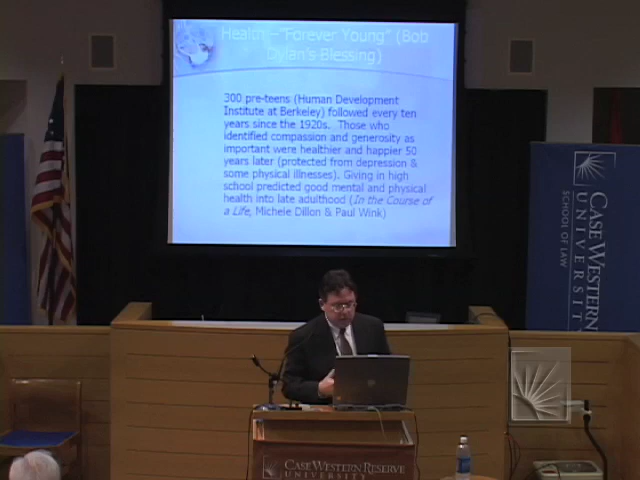 Health – "Forever Young" (Bob
Dylan's Blessing)
300 pre-teens (Human Development
Institute at Berkeley) followed every ten
years since the 1920s. Those who
identified compassion and generosity as
important were healthier and happier 50
years later (protected from depression &
some physical illnesses). Giving in high
school predicted good mental and physical
health into late adulthood (In the Course of
a Life, Michele Dillon & Paul Wink)
CASE WESTERN
UNIVERSITY
SCHOOL OF LAW
CASE WESTERN RESERVE
UNIVERSITY